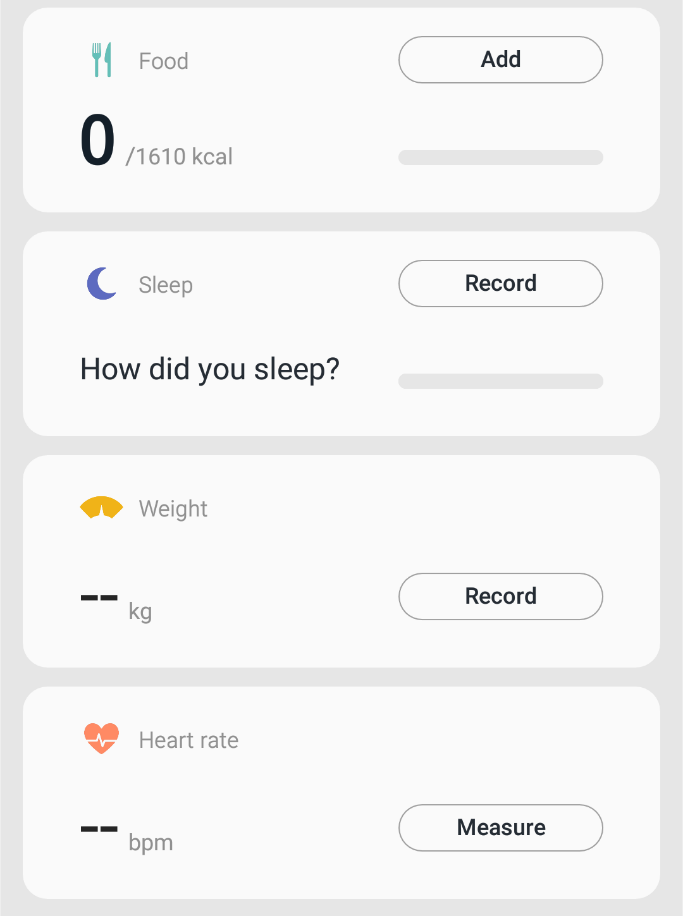 Food
Add
0 /1610 kcal
Sleep
Record
How did you sleep?
Weight
-- kg
Record
Heart rate
-- bpm
Measure